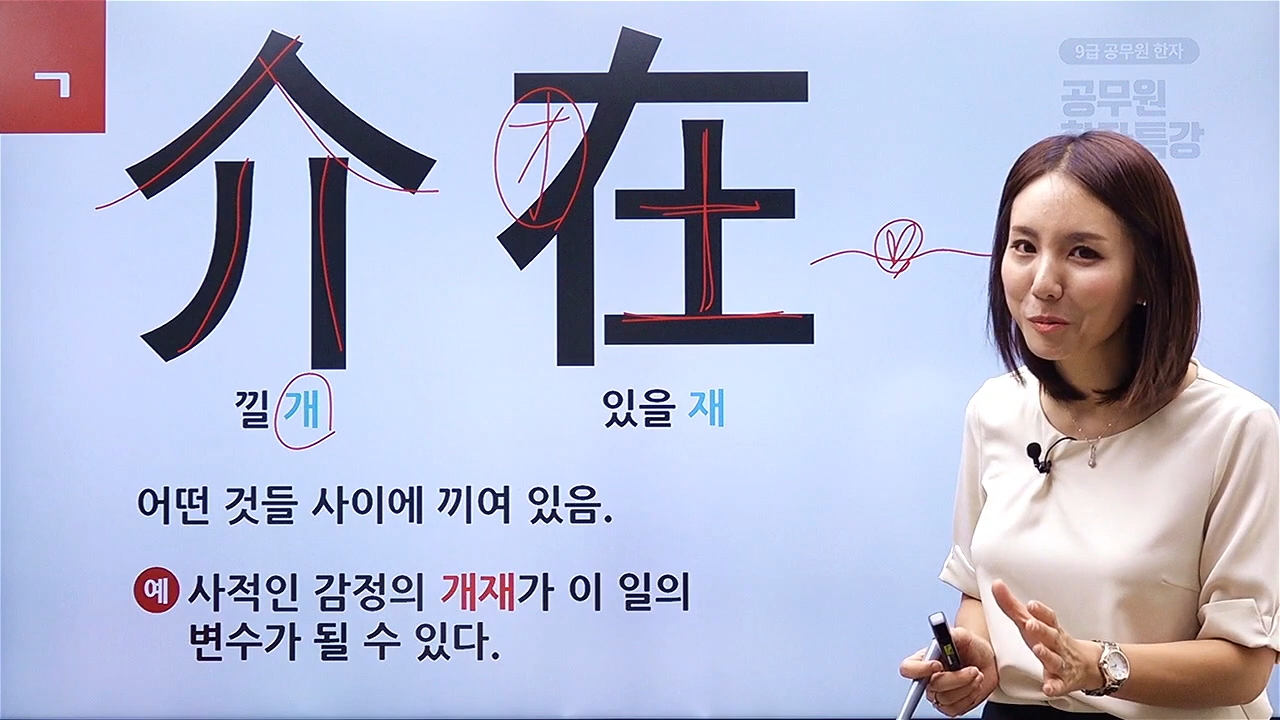 ㄱ
9급 공무원 한자
공무원
특강
介 在
才
낄 개 있을 재
어떤 것들 사이에 끼여 있음.
예 사적인 감정의 개재가 이 일의
변수가 될 수 있다.